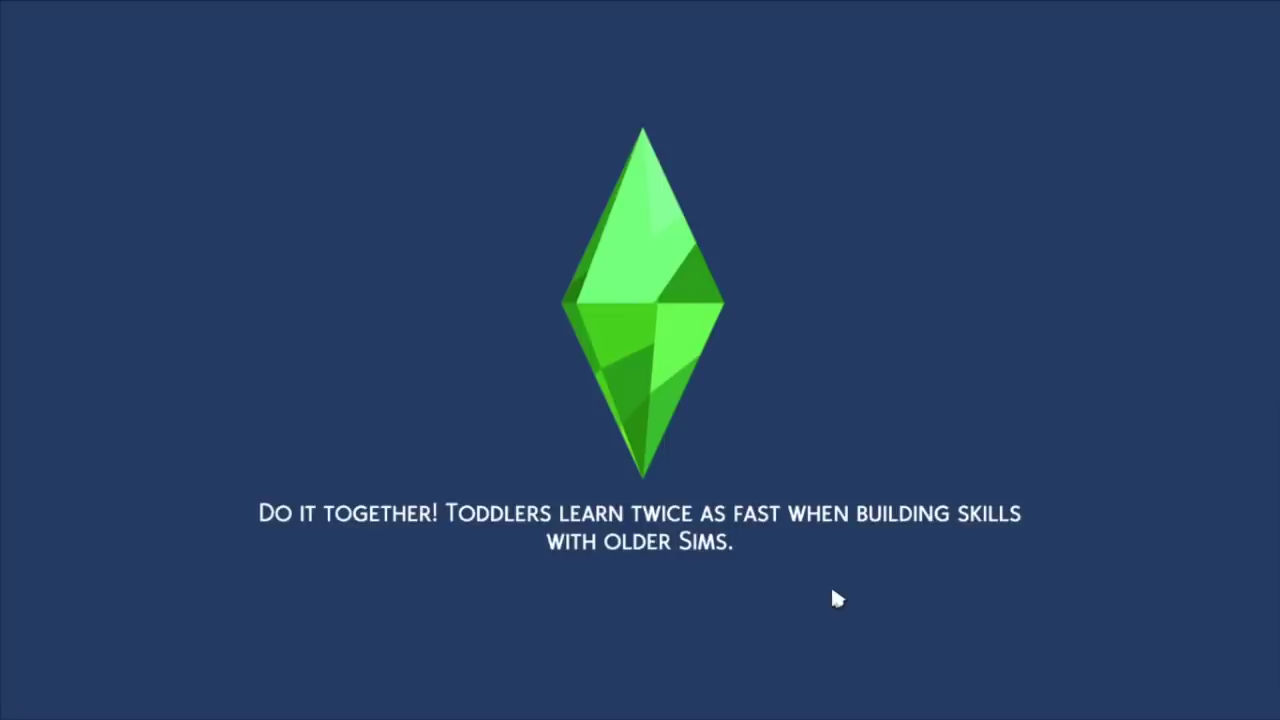 Do it together! Toddlers learn twice as fast when building skills
with older Sims.